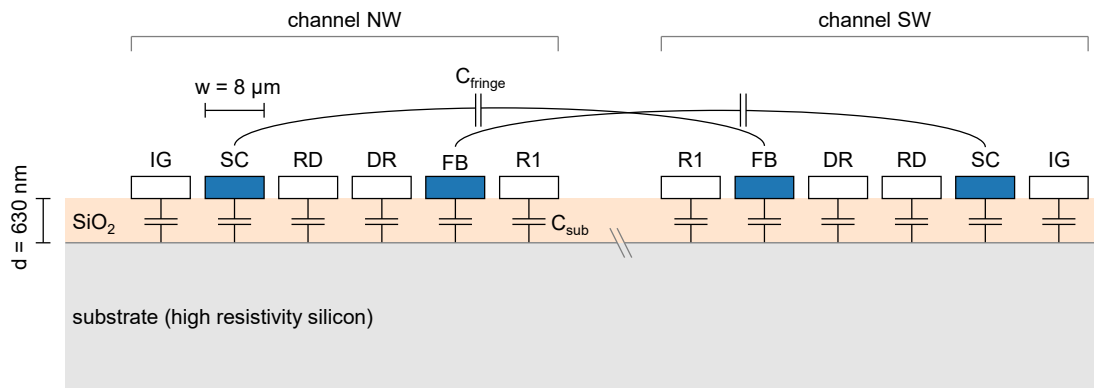 channel NW
channel SW
w = 8 μm
C_fringe
IG SC RD DR FB R1
R1 FB DR RD SC IG
d = 630 nm
SiO₂
C_sub
substrate (high resistivity silicon)